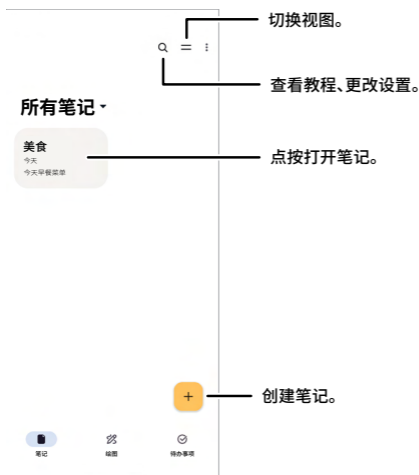 切换视图。
查看教程、更改设置。
所有笔记
美食
今天
今天早餐菜单
点按打开笔记。
创建笔记。
笔记
绘图
待办事项